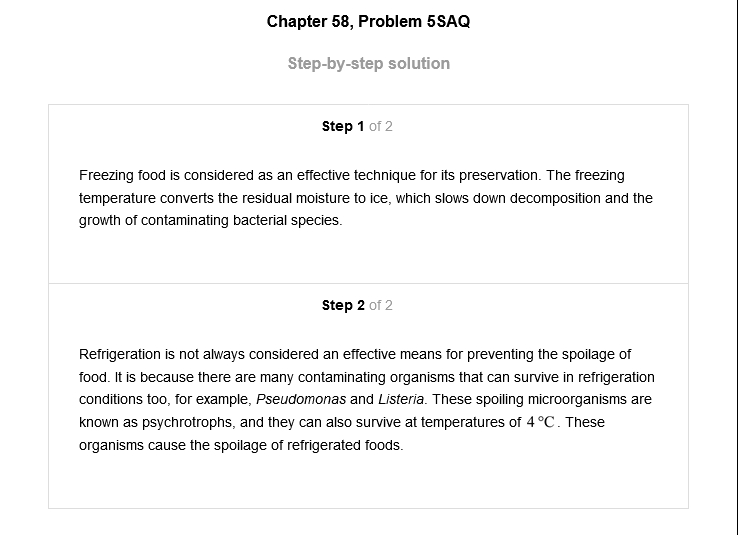 Chapter 58, Problem 5SAQ
Step-by-step solution
Step 1 of 2
Freezing food is considered as an effective technique for its preservation. The freezing
temperature converts the residual moisture to ice, which slows down decomposition and the
growth of contaminating bacterial species.
Step 2 of 2
Refrigeration is not always considered an effective means for preventing the spoilage of
food. It is because there are many contaminating organisms that can survive in refrigeration
conditions too, for example, Pseudomonas and Listeria. These spoiling microorganisms are
known as psychrotrophs, and they can also survive at temperatures of 4 °C. These
organisms cause the spoilage of refrigerated foods.